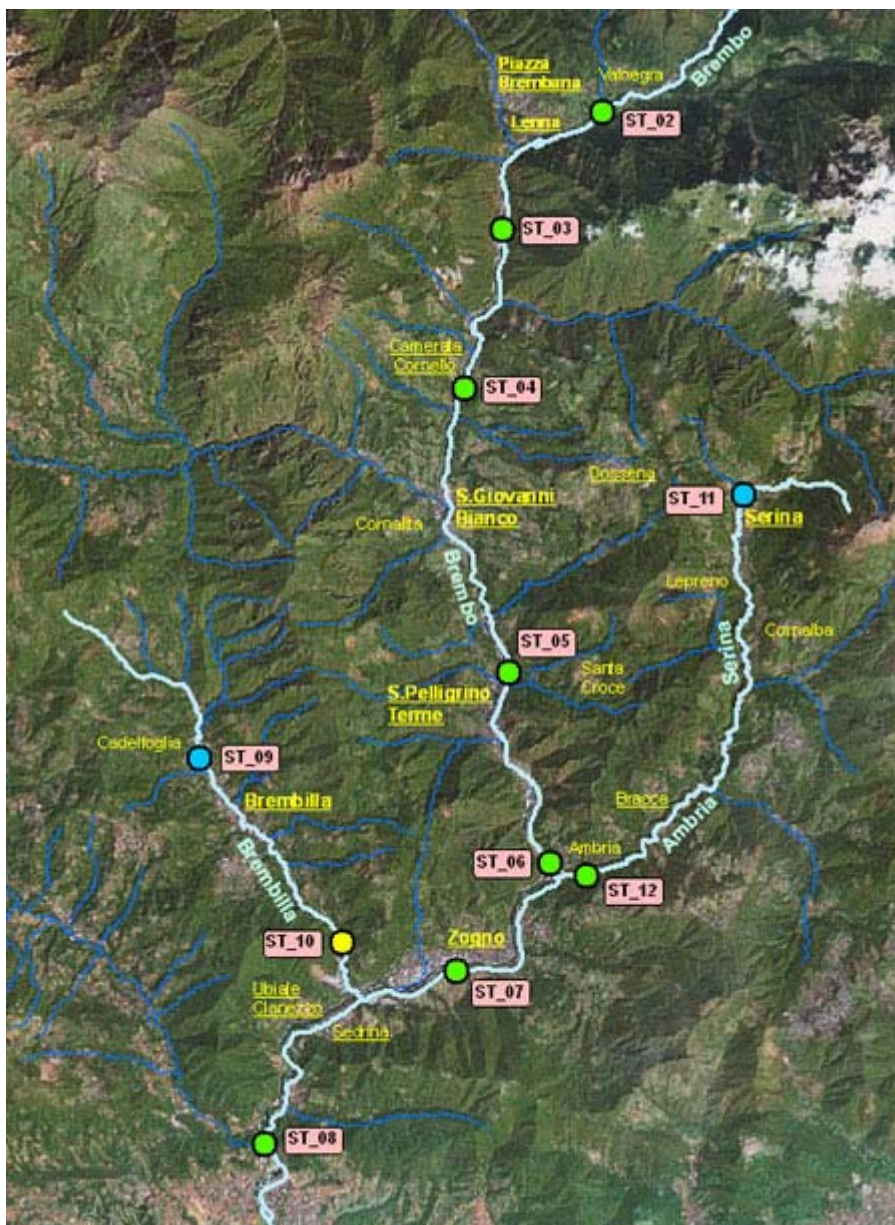 Piazza
Brembana
Valnegra
Brembo
Lenna
ST_02
ST_03
Camerata
Cornello
ST_04
Dossena
ST_11
S.Giovanni
Bianco
Serina
Cornalta
Brembo
Lepreno
Cornalba
Serina
ST_05
Santa
Croce
S.Pelligrino
Terme
Cadelfoglia
ST_09
Brembilla
Bracca
Ambria
Ambria
ST_06
Brembilla
ST_12
ST_10
Zogno
ST_07
Ubiale
Clanezzo
Sedrina
ST_08